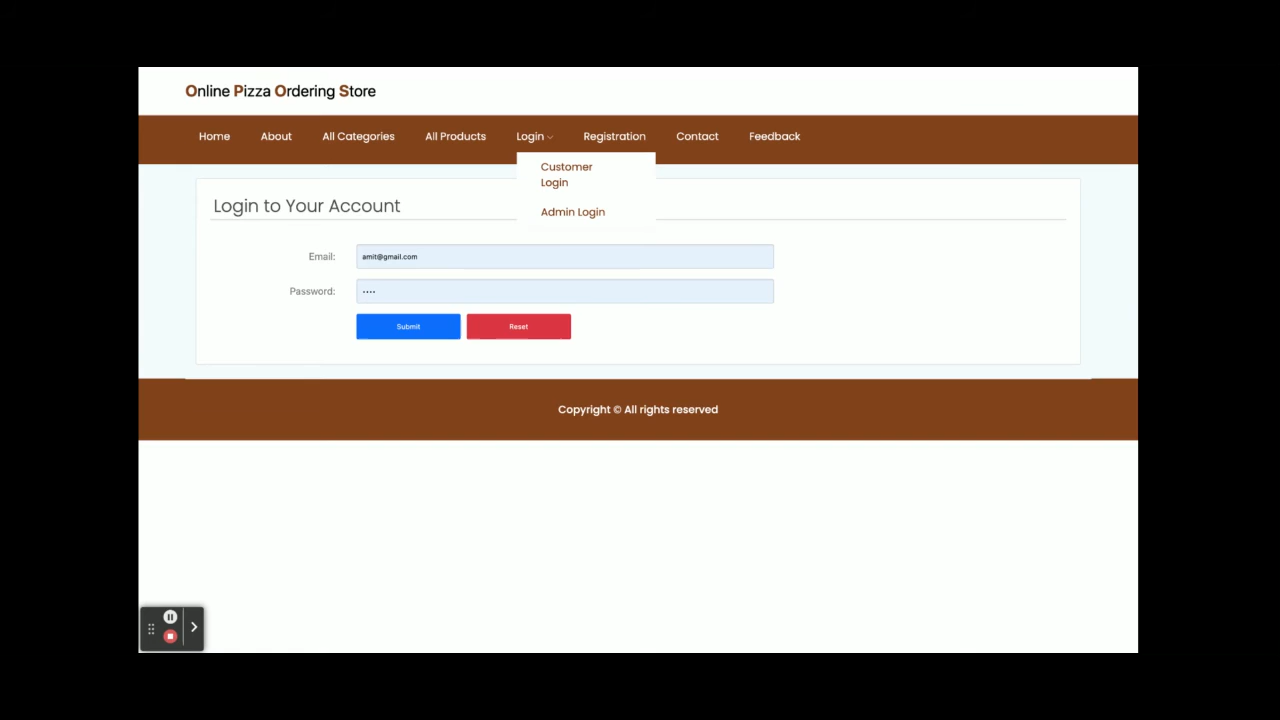 Online Pizza Ordering Store
Home About All Categories All Products Login Registration Contact Feedback
Customer
Login
Admin Login
Login to Your Account
Email: amit@gmail.com
Password: ••••
Submit Reset
Copyright © All rights reserved